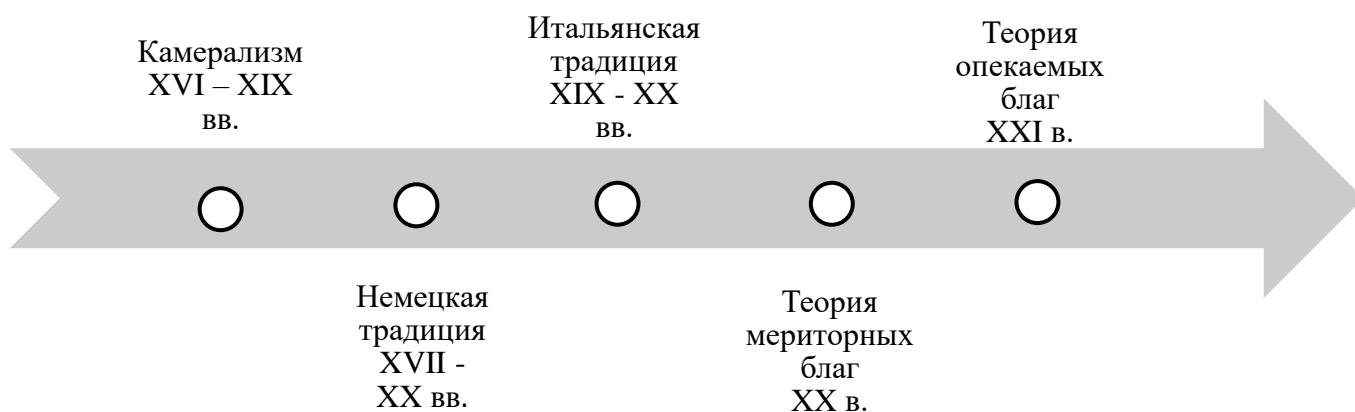 Камерализм
XVI – XIX
вв.
Немецкая
традиция
XVII -
XX вв.
Итальянская
традиция
XIX - XX
вв.
Теория
мериторных
благ
XX в.
Теория
опекаемых
благ
XXI в.